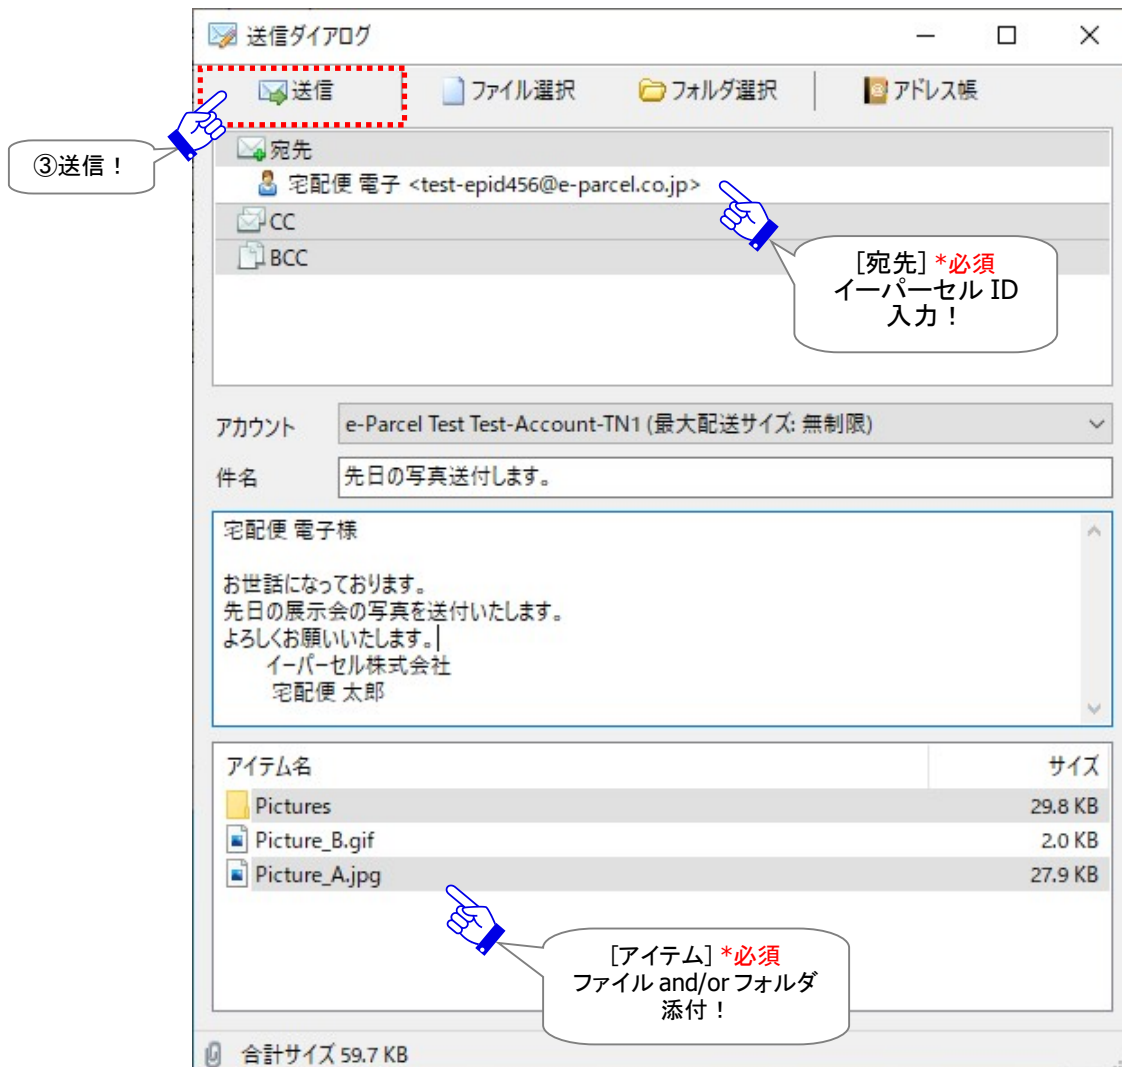 送信ダイアログ
送信 ファイル選択 フォルダ選択 アドレス帳
③送信！
宛先
宅配便 電子 <test-epid456@e-parcel.co.jp>
CC
BCC
[宛先] *必須
イーパーセル ID
入力！
アカウント e-Parcel Test Test-Account-TN1 (最大配送サイズ: 無制限)
件名 先日の写真送付します。
宅配便 電子様
お世話になっております。
先日の展示会の写真を送付いたします。
よろしくお願いいたします。
イーパーセル株式会社
宅配便 太郎
アイテム名 サイズ
Pictures 29.8 KB
Picture_B.gif 2.0 KB
Picture_A.jpg 27.9 KB
[アイテム] *必須
ファイル and/or フォルダ
添付！
合計サイズ 59.7 KB